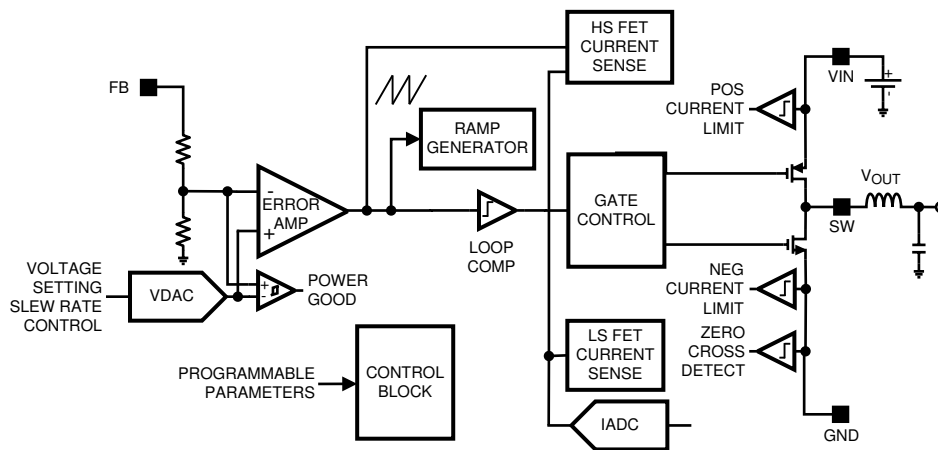 HS FET
CURRENT
SENSE
FB
VIN
+
-
POS
CURRENT
LIMIT
RAMP
GENERATOR
-
ERROR
AMP
+
GATE
CONTROL
VOUT
SW
LOOP
COMP
VOLTAGE
SETTING
SLEW RATE
CONTROL
VDAC
+
-
POWER
GOOD
NEG
CURRENT
LIMIT
LS FET
CURRENT
SENSE
ZERO
CROSS
DETECT
PROGRAMMABLE
PARAMETERS
CONTROL
BLOCK
IADC
GND